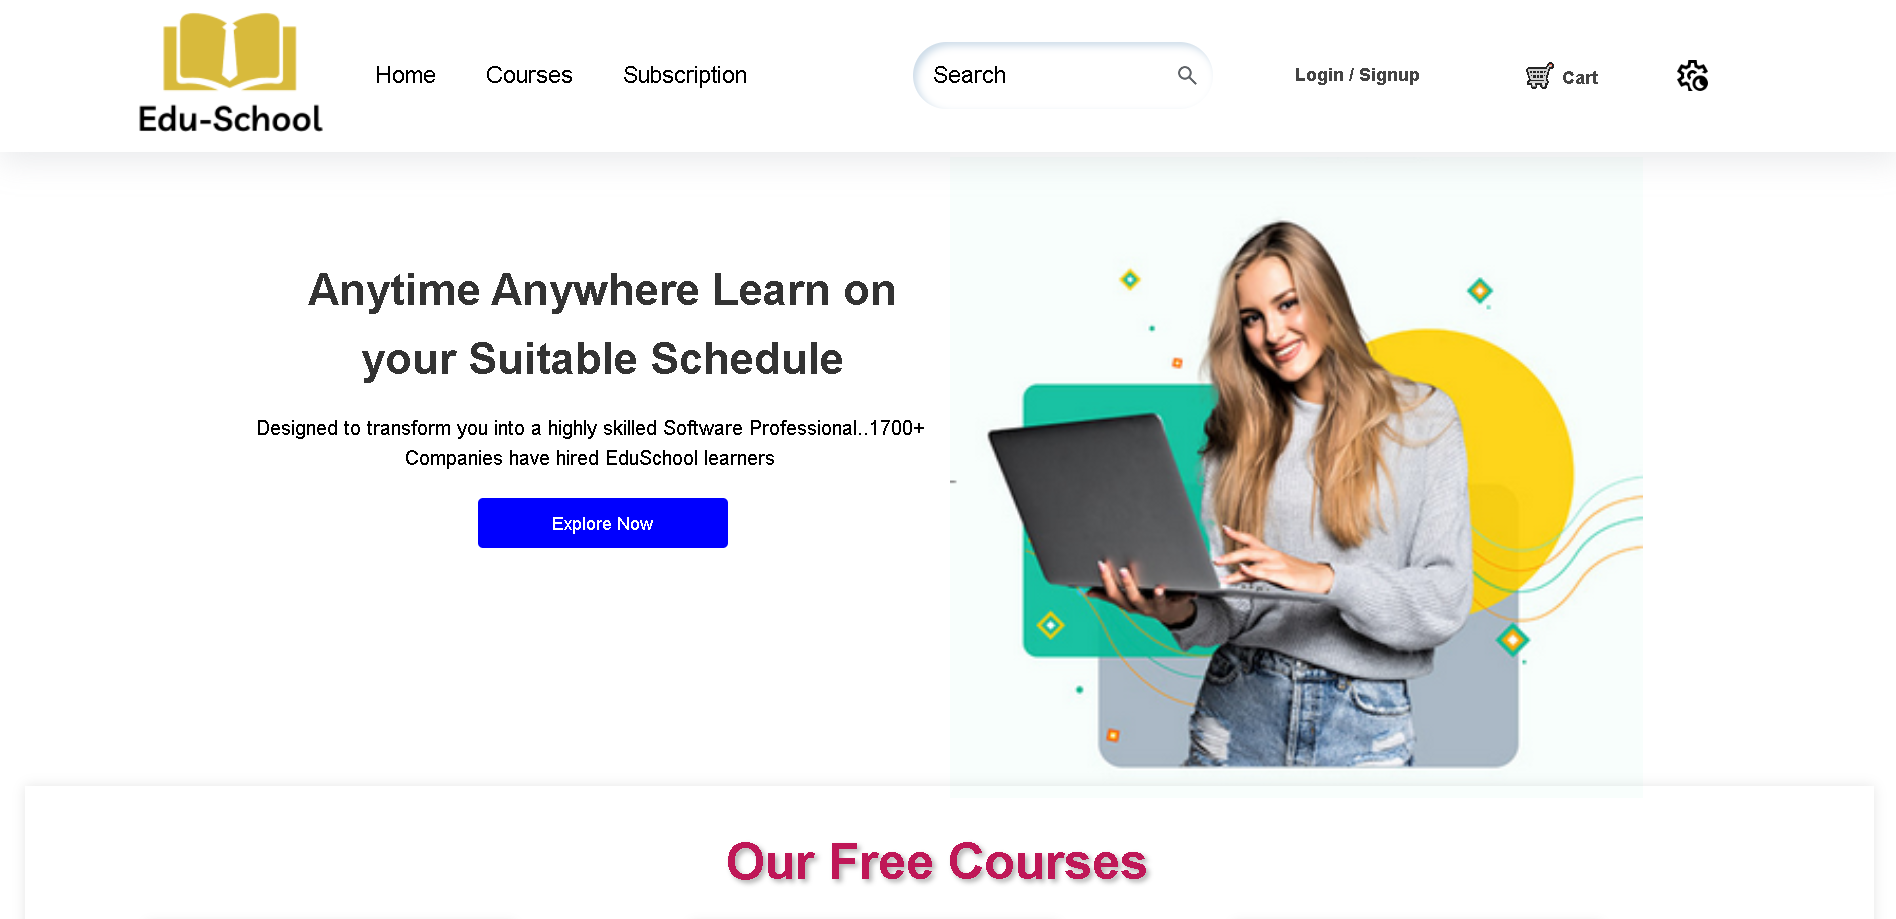 Edu-School
Home
Courses
Subscription
Search
Login / Signup
Cart
Anytime Anywhere Learn on
your Suitable Schedule
Designed to transform you into a highly skilled Software Professional..1700+
Companies have hired EduSchool learners
Explore Now
Our Free Courses